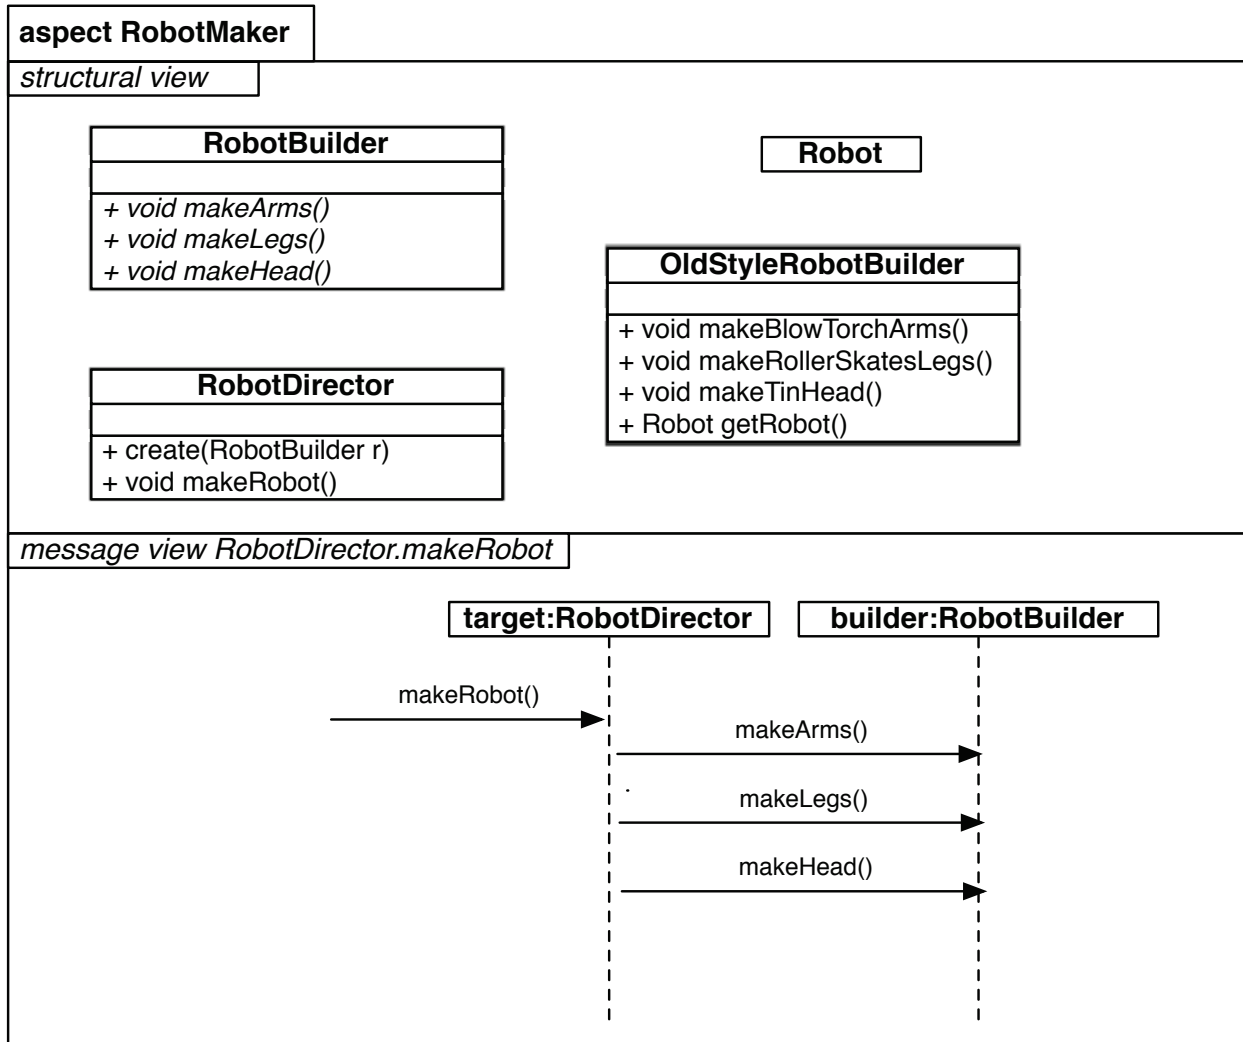 aspect RobotMaker
structural view
RobotBuilder
+ void makeArms()
+ void makeLegs()
+ void makeHead()
Robot
OldStyleRobotBuilder
+ void makeBlowTorchArms()
+ void makeRollerSkatesLegs()
+ void makeTinHead()
+ Robot getRobot()
RobotDirector
+ create(RobotBuilder r)
+ void makeRobot()
message view RobotDirector.makeRobot
target:RobotDirector
builder:RobotBuilder
makeRobot()
makeArms()
makeLegs()
makeHead()